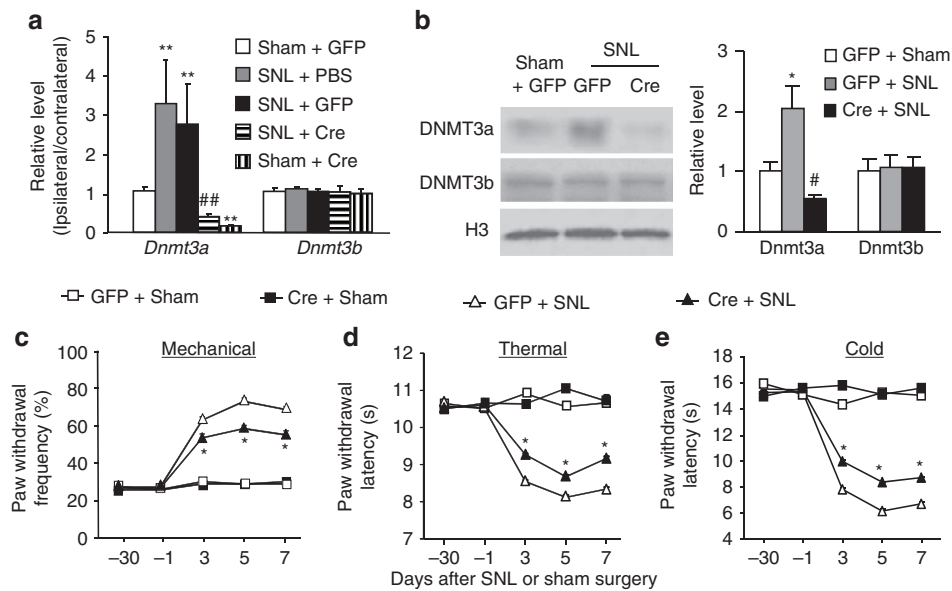 a
Relative level
(Ipsilateral/contralateral)
5
4
3
2
1
0
**
**
##
**
Dnmt3a
Dnmt3b
Sham + GFP
SNL + PBS
SNL + GFP
SNL + Cre
Sham + Cre
b
SNL
Sham
+ GFP
GFP
Cre
DNMT3a
DNMT3b
H3
Relative level
3
2
1
0
*
#
Dnmt3a
Dnmt3b
GFP + Sham
GFP + SNL
Cre + SNL
GFP + Sham
Cre + Sham
GFP + SNL
Cre + SNL
c
Mechanical
Paw withdrawal
frequency (%)
100
80
60
40
20
0
*
*
*
–30
–1
3
5
7
d
Thermal
Paw withdrawal
latency (s)
12
11
10
9
8
7
*
*
*
–30
–1
3
5
7
e
Cold
Paw withdrawal
latency (s)
18
16
14
12
10
8
6
4
*
*
*
–30
–1
3
5
7
Days after SNL or sham surgery